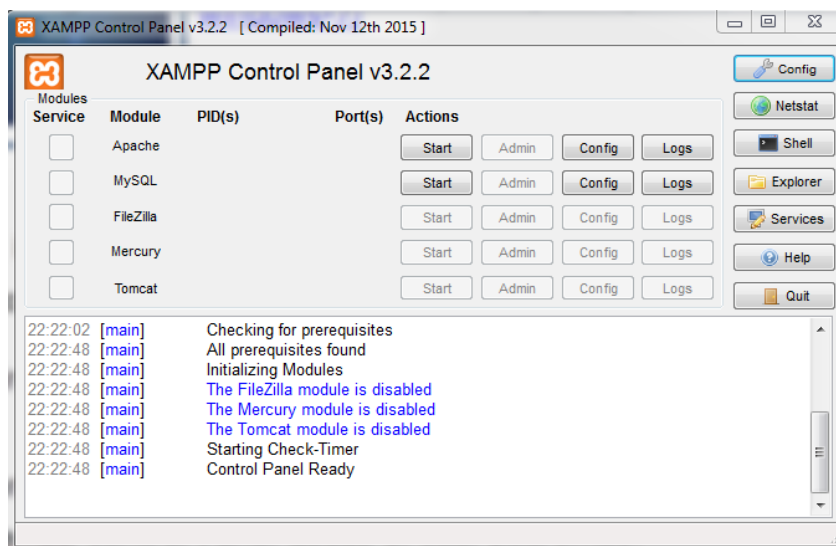 XAMPP Control Panel v3.2.2 [ Compiled: Nov 12th 2015 ]
XAMPP Control Panel v3.2.2
Config
Modules
Service Module PID(s) Port(s) Actions
Netstat
Apache Start Admin Config Logs
Shell
MySQL Start Admin Config Logs
Explorer
FileZilla Start Admin Config Logs
Services
Mercury Start Admin Config Logs
Help
Tomcat Start Admin Config Logs
Quit
22:22:02 [main] Checking for prerequisites
22:22:48 [main] All prerequisites found
22:22:48 [main] Initializing Modules
22:22:48 [main] The FileZilla module is disabled
22:22:48 [main] The Mercury module is disabled
22:22:48 [main] The Tomcat module is disabled
22:22:48 [main] Starting Check-Timer
22:22:48 [main] Control Panel Ready